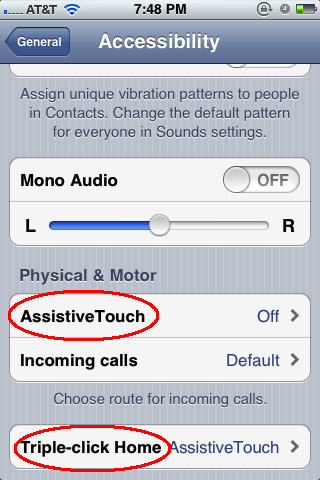 AT&T 7:48 PM
General Accessibility
Assign unique vibration patterns to people
in Contacts. Change the default pattern
for everyone in Sounds settings.
Mono Audio OFF
L R
Physical & Motor
AssistiveTouch Off
Incoming calls Default
Choose route for incoming calls.
Triple-click Home AssistiveTouch